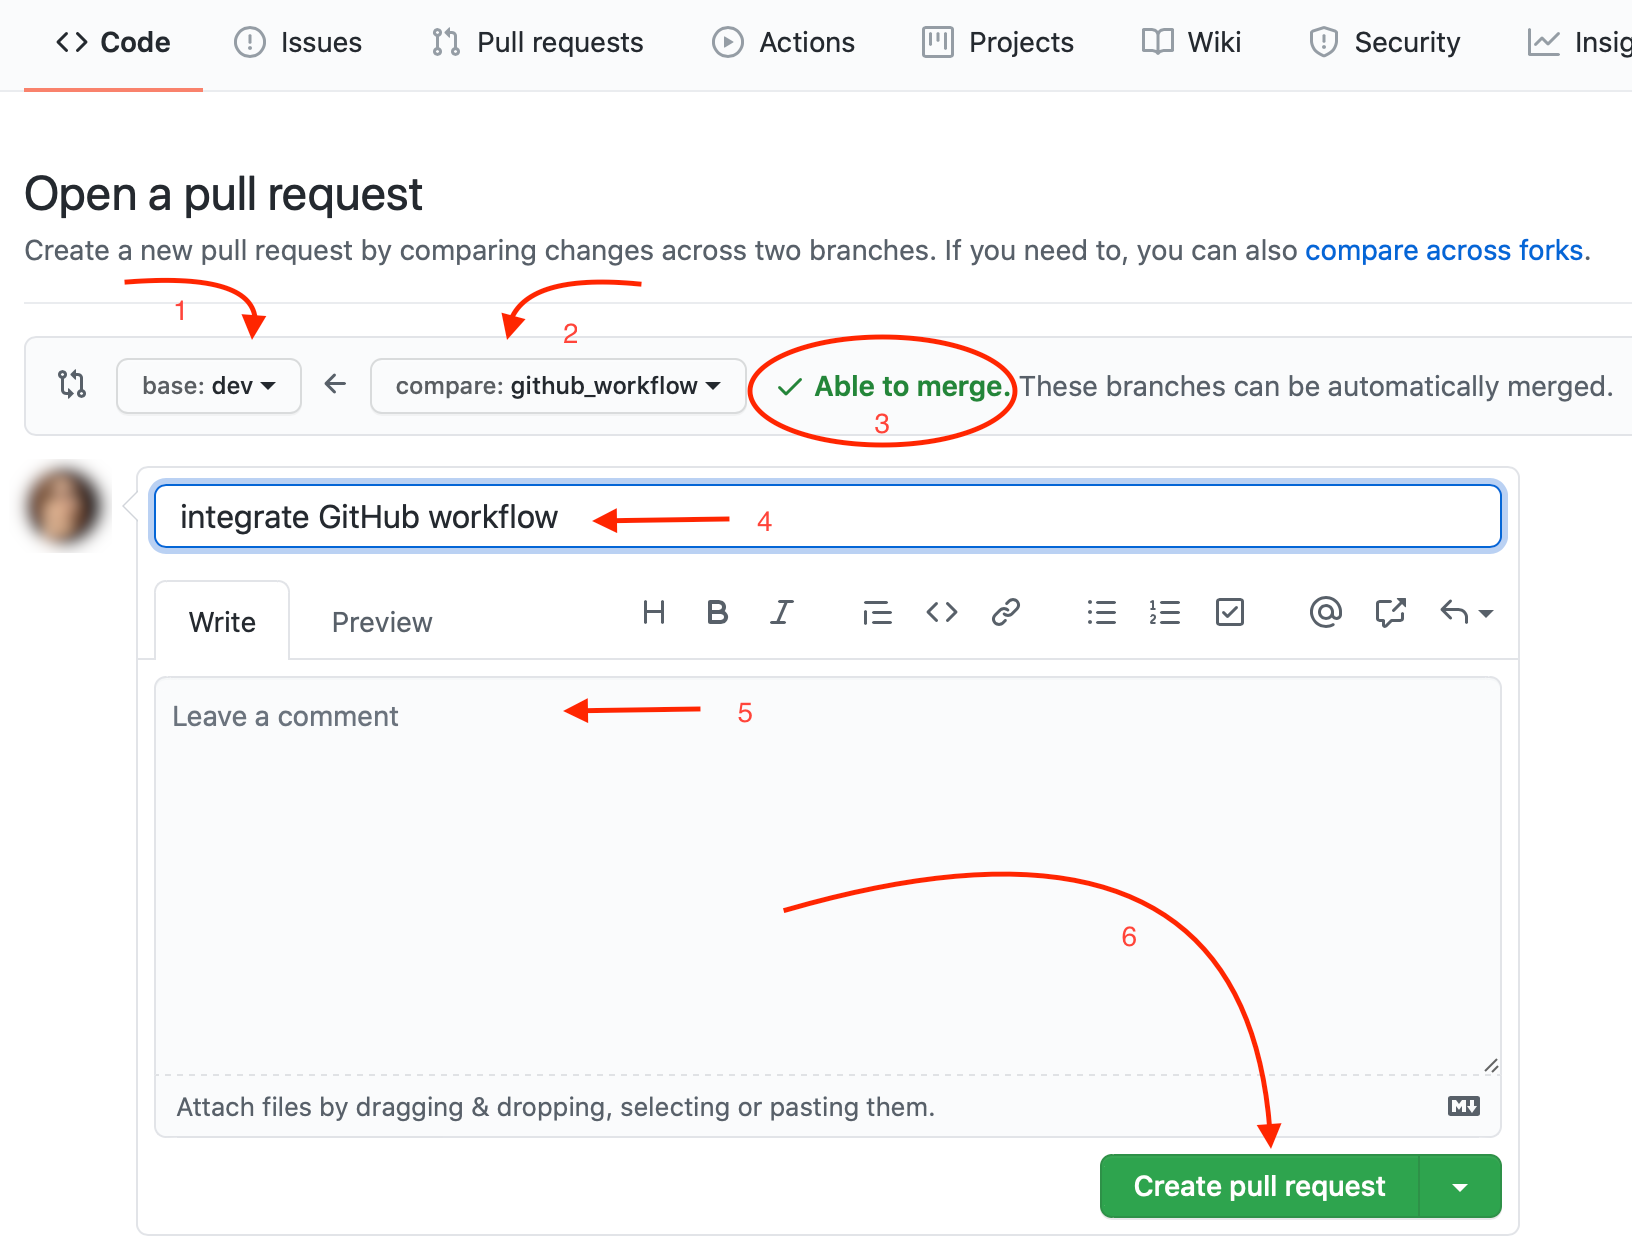 Code Issues Pull requests Actions Projects Wiki Security Insig
Open a pull request
Create a new pull request by comparing changes across two branches. If you need to, you can also compare across forks.
1
2
base: dev compare: github_workflow Able to merge. These branches can be automatically merged.
3
integrate GitHub workflow 4
Write Preview H B I
Leave a comment 5
6
Attach files by dragging & dropping, selecting or pasting them.
Create pull request